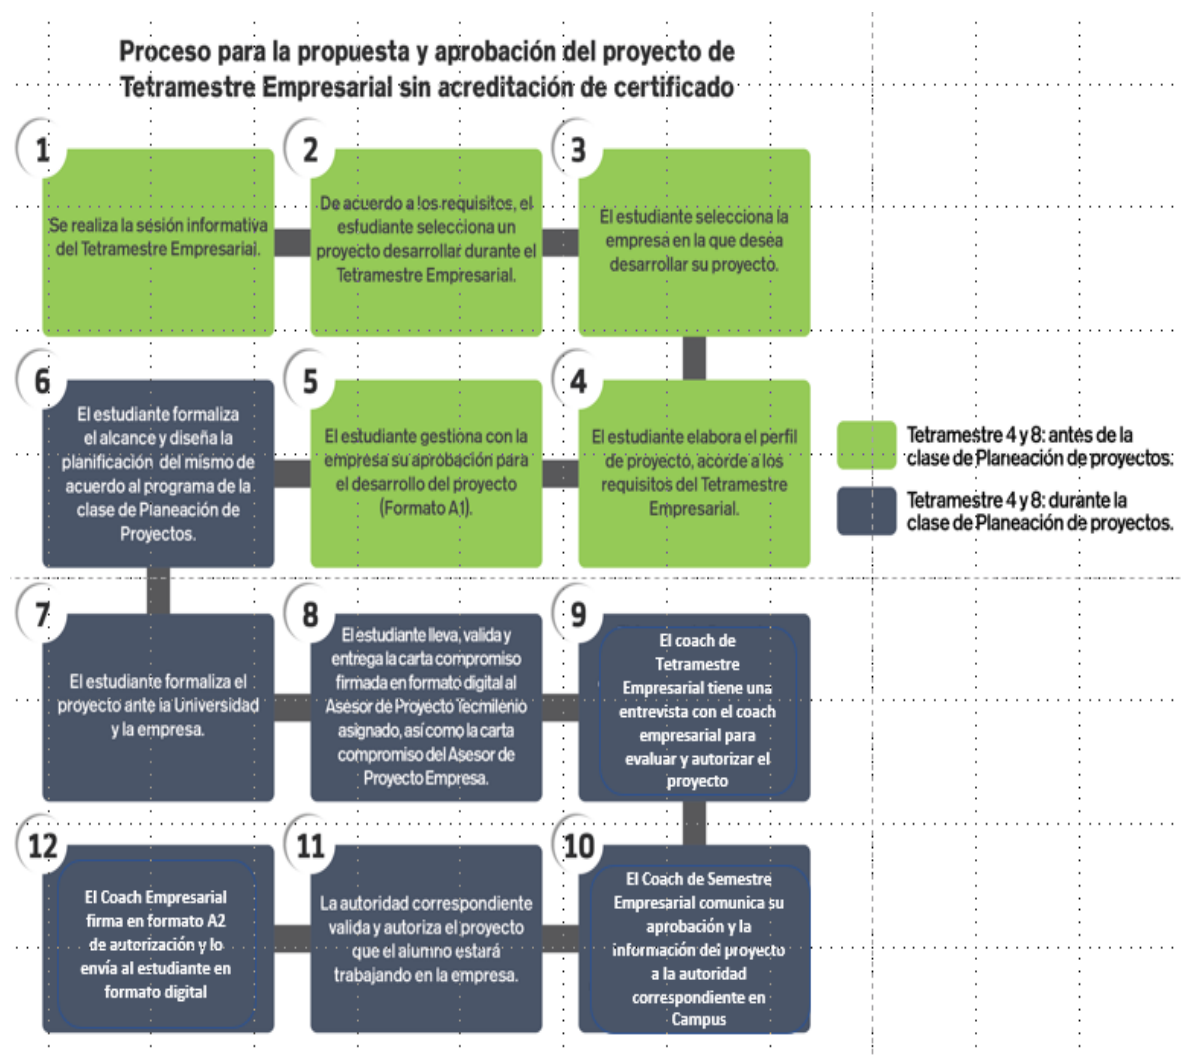 Proceso para la propuesta y aprobación del proyecto de
Tetramestre Empresarial sin acreditación de certificado
1
Se realiza la sesión informativa
del Tetramestre Empresarial.
2
De acuerdo a los requisitos, el
estudiante selecciona un
proyecto desarrollar durante el
Tetramestre Empresarial.
3
El estudiante selecciona la
empresa en la que desea
desarrollar su proyecto.
4
El estudiante elabora el perfil
de proyecto, acorde a los
requisitos del Tetramestre
Empresarial.
5
El estudiante gestiona con la
empresa su aprobación para
el desarrollo del proyecto
(Formato A1).
6
El estudiante formaliza
el alcance y diseña la
planificación del mismo de
acuerdo al programa de la
clase de Planeación de
Proyectos.
Tetramestre 4 y 8: antes de la
clase de Planeación de proyectos.
Tetramestre 4 y 8: durante la
clase de Planeación de proyectos.
7
El estudiante formaliza el
proyecto ante la Universidad
y la empresa.
8
El estudiante lleva, valida y
entrega la carta compromiso
firmada en formato digital al
Asesor de Proyecto Tecmilenio
asignado, así como la carta
compromiso del Asesor de
Proyecto Empresa.
9
El coach de
Tetramestre
Empresarial tiene una
entrevista con el coach
empresarial para
evaluar y autorizar el
proyecto
10
El Coach de Semestre
Empresarial comunica su
aprobación y la
información del proyecto
a la autoridad
correspondiente en
Campus
11
La autoridad correspondiente
valida y autoriza el proyecto
que el alumno estará
trabajando en la empresa.
12
El Coach Empresarial
firma en formato A2
de autorización y lo
envía al estudiante en
formato digital